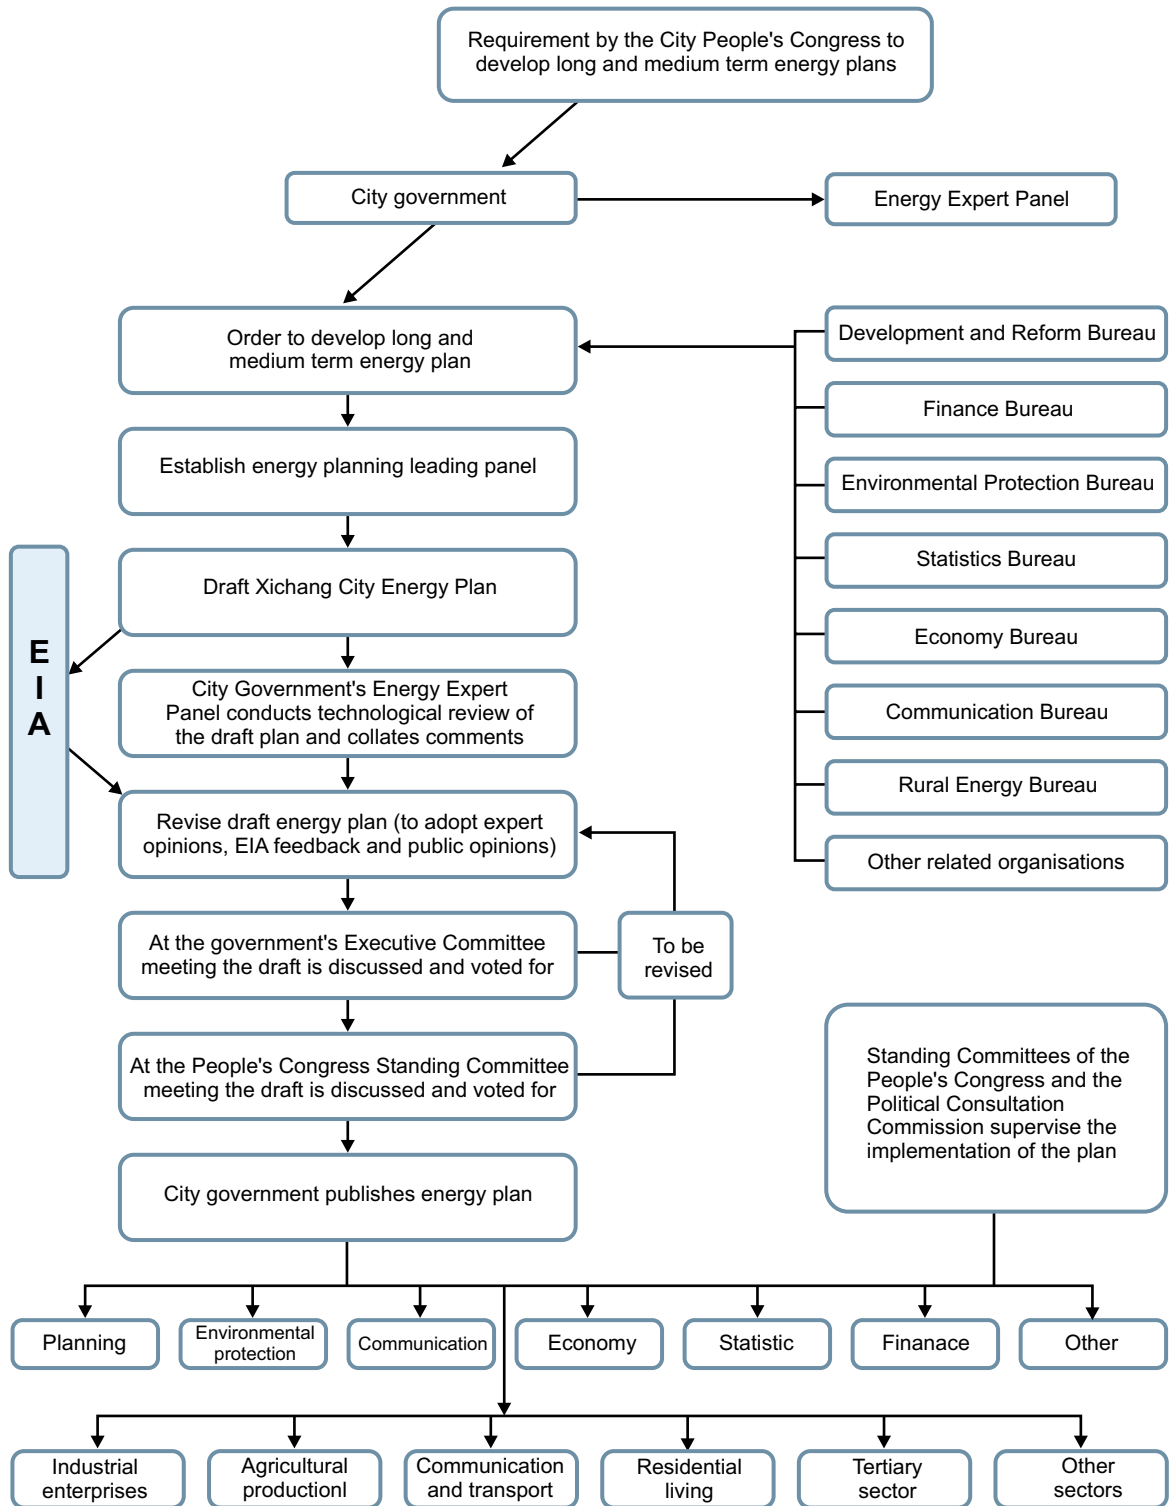 Requirement by the City People's Congress to
develop long and medium term energy plans
City government
Energy Expert Panel
Order to develop long and
medium term energy plan
Development and Reform Bureau
Finance Bureau
Establish energy planning leading panel
Environmental Protection Bureau
Draft Xichang City Energy Plan
Statistics Bureau
Economy Bureau
E
I
A
City Government's Energy Expert
Panel conducts technological review of
the draft plan and collates comments
Communication Bureau
Rural Energy Bureau
Revise draft energy plan (to adopt expert
opinions, EIA feedback and public opinions)
Other related organisations
At the government's Executive Committee
meeting the draft is discussed and voted for
To be
revised
At the People's Congress Standing Committee
meeting the draft is discussed and voted for
Standing Committees of the
People's Congress and the
Political Consultation
Commission supervise the
implementation of the plan
City government publishes energy plan
Planning
Environmental
protection
Communication
Economy
Statistic
Finanace
Other
Industrial
enterprises
Agricultural
productionl
Communication
and transport
Residential
living
Tertiary
sector
Other
sectors